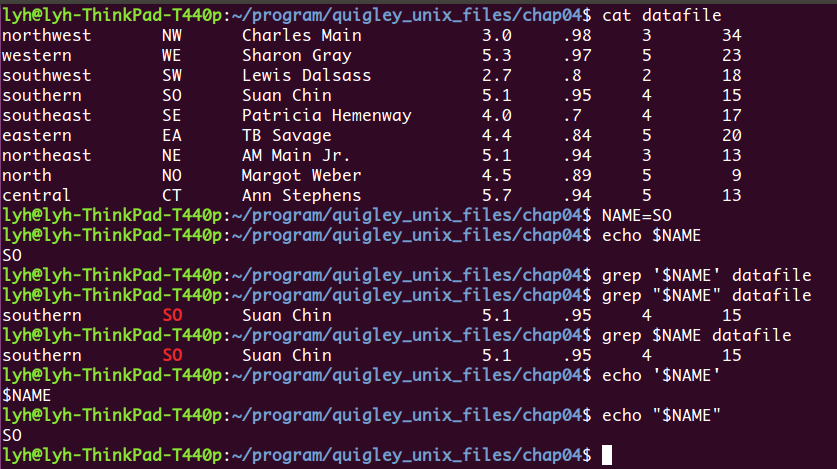 lyh@lyh-ThinkPad-T440p:~/program/quigley_unix_files/chap04$ cat datafile
northwest NW Charles Main 3.0 .98 3 34
western WE Sharon Gray 5.3 .97 5 23
southwest SW Lewis Dalsass 2.7 .8 2 18
southern SO Suan Chin 5.1 .95 4 15
southeast SE Patricia Hemenway 4.0 .7 4 17
eastern EA TB Savage 4.4 .84 5 20
northeast NE AM Main Jr. 5.1 .94 3 13
north NO Margot Weber 4.5 .89 5 9
central CT Ann Stephens 5.7 .94 5 13
lyh@lyh-ThinkPad-T440p:~/program/quigley_unix_files/chap04$ NAME=SO
lyh@lyh-ThinkPad-T440p:~/program/quigley_unix_files/chap04$ echo $NAME
SO
lyh@lyh-ThinkPad-T440p:~/program/quigley_unix_files/chap04$ grep '$NAME' datafile
lyh@lyh-ThinkPad-T440p:~/program/quigley_unix_files/chap04$ grep "$NAME" datafile
southern SO Suan Chin 5.1 .95 4 15
lyh@lyh-ThinkPad-T440p:~/program/quigley_unix_files/chap04$ grep $NAME datafile
southern SO Suan Chin 5.1 .95 4 15
lyh@lyh-ThinkPad-T440p:~/program/quigley_unix_files/chap04$ echo '$NAME'
$NAME
lyh@lyh-ThinkPad-T440p:~/program/quigley_unix_files/chap04$ echo "$NAME"
SO
lyh@lyh-ThinkPad-T440p:~/program/quigley_unix_files/chap04$